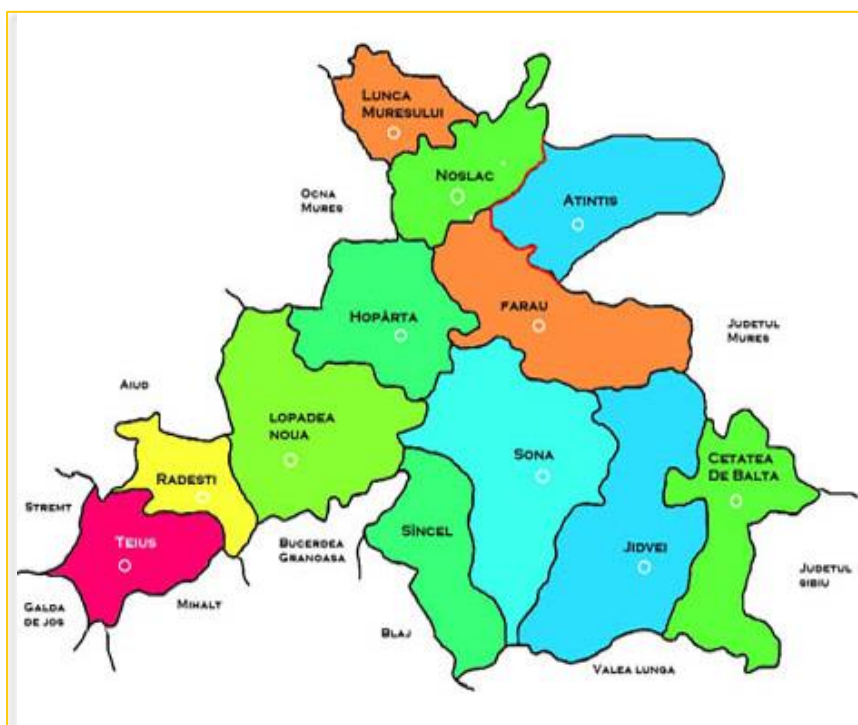 LUNCA
MURESULUI
NOSLAC
OCNA
MURES
ATINTIS
FARAU
HOPÂRTA
JUDETUL
MURES
AIUD
LOPADEA
NOUA
CETATEA
DE BALTA
SONA
RADESTI
STREMT
SÎNCEL
TEIUS
BUCERDEA
GRANOASA
JIDVEI
JUDETUL
SIBIU
GALDA
DE JOS
MIHALT
BLAJ
VALEA LUNGA